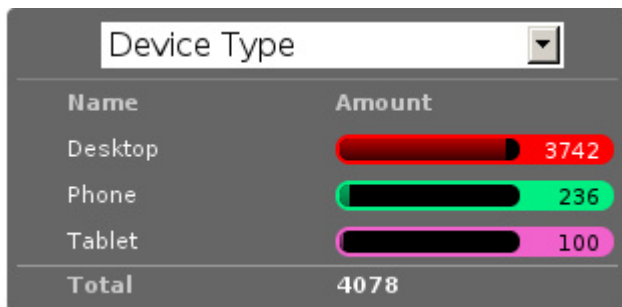 Device Type
Name Amount
Desktop 3742
Phone 236
Tablet 100
Total 4078